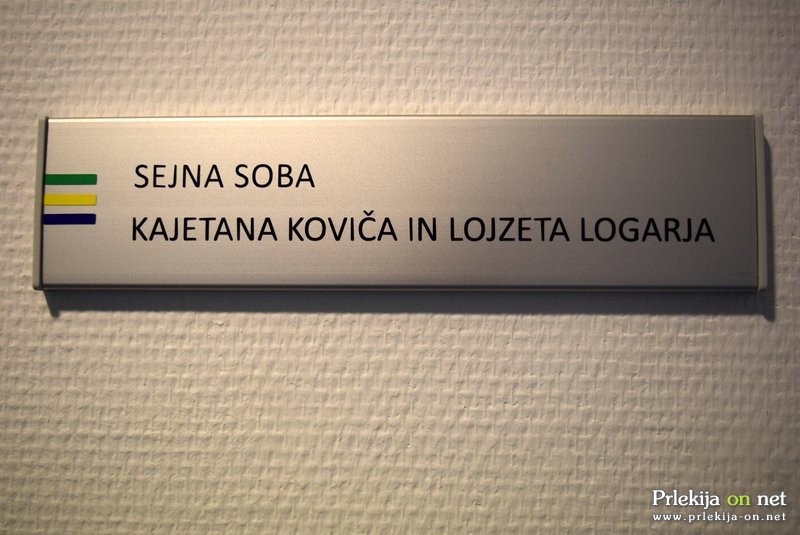 SEJNA SOBA
KAJETANA KOVIČA IN LOJZETA LOGARJA
Prlekija on net
www.prlekija-on.net